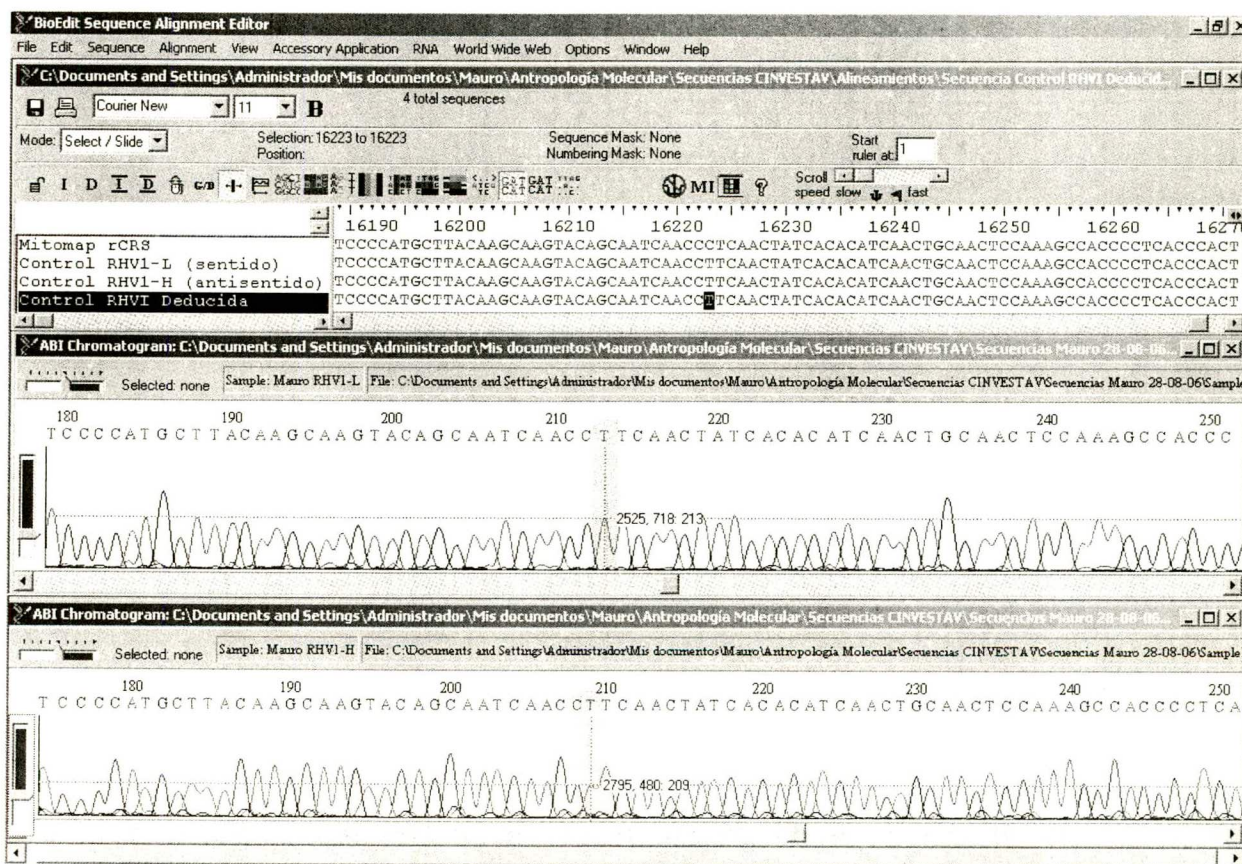 BioEdit Sequence Alignment Editor
File Edit Sequence Alignment View Accessory Application RNA World Wide Web Options Window Help
C:\Documents and Settings\Administrador\Mis documentos\Mauro\Antropología Molecular\Secuencias CINVESTAV\Alineamientos\Secuencia Control RHVI Deducid...
Courier New 11 B 4 total sequences
Mode: Select / Slide Selection: 16223 to 16223 Sequence Mask: None Start
Position: Numbering Mask: None ruler at: 1
I D I D G/D MI Scroll
speed slow fast
16190 16200 16210 16220 16230 16240 16250 16260 1627
Mitomap rCRS TCCCCATGCTTACAAGCAAGTACAGCAATCAACCCTCAACTATCACACATCAACTGCAACTCCAAAGCCACCCCTCACCCACT
Control RHV1-L (sentido) TCCCCATGCTTACAAGCAAGTACAGCAATCAACCTTCAACTATCACACATCAACTGCAACTCCAAAGCCACCCCTCACCCACT
Control RHV1-H (antisentido) TCCCCATGCTTACAAGCAAGTACAGCAATCAACCTTCAACTATCACACATCAACTGCAACTCCAAAGCCACCCCTCACCCACT
Control RHVI Deducida TCCCCATGCTTACAAGCAAGTACAGCAATCAACCTTCAACTATCACACATCAACTGCAACTCCAAAGCCACCCCTCACCCACT
ABI Chromatogram: C:\Documents and Settings\Administrador\Mis documentos\Mauro\Antropología Molecular\Secuencias CINVESTAV\Secuencias Mauro 28-08-06...
Selected: none Sample: Mauro RHV1-L File: C:\Documents and Settings\Administrador\Mis documentos\Mauro\Antropología Molecular\Secuencias CINVESTAV\Secuencias Mauro 28-08-06\Sample
180 190 200 210 220 230 240 250
TCCCCATGCTTACAAGCAAGTACAGCAATCAACCTTCAACTATCACACATCAACTGCAACTCCAAAGCCACCC
2525, 718: 213
ABI Chromatogram: C:\Documents and Settings\Administrador\Mis documentos\Mauro\Antropología Molecular\Secuencias CINVESTAV\Secuencias Mauro 28-08-06...
Selected: none Sample: Mauro RHV1-H File: C:\Documents and Settings\Administrador\Mis documentos\Mauro\Antropología Molecular\Secuencias CINVESTAV\Secuencias Mauro 28-08-06\Sample
180 190 200 210 220 230 240 250
TCCCCATGCTTACAAGCAAGTACAGCAATCAACCTTCAACTATCACACATCAACTGCAACTCCAAAGCCACCCCTCA
2795, 480: 209